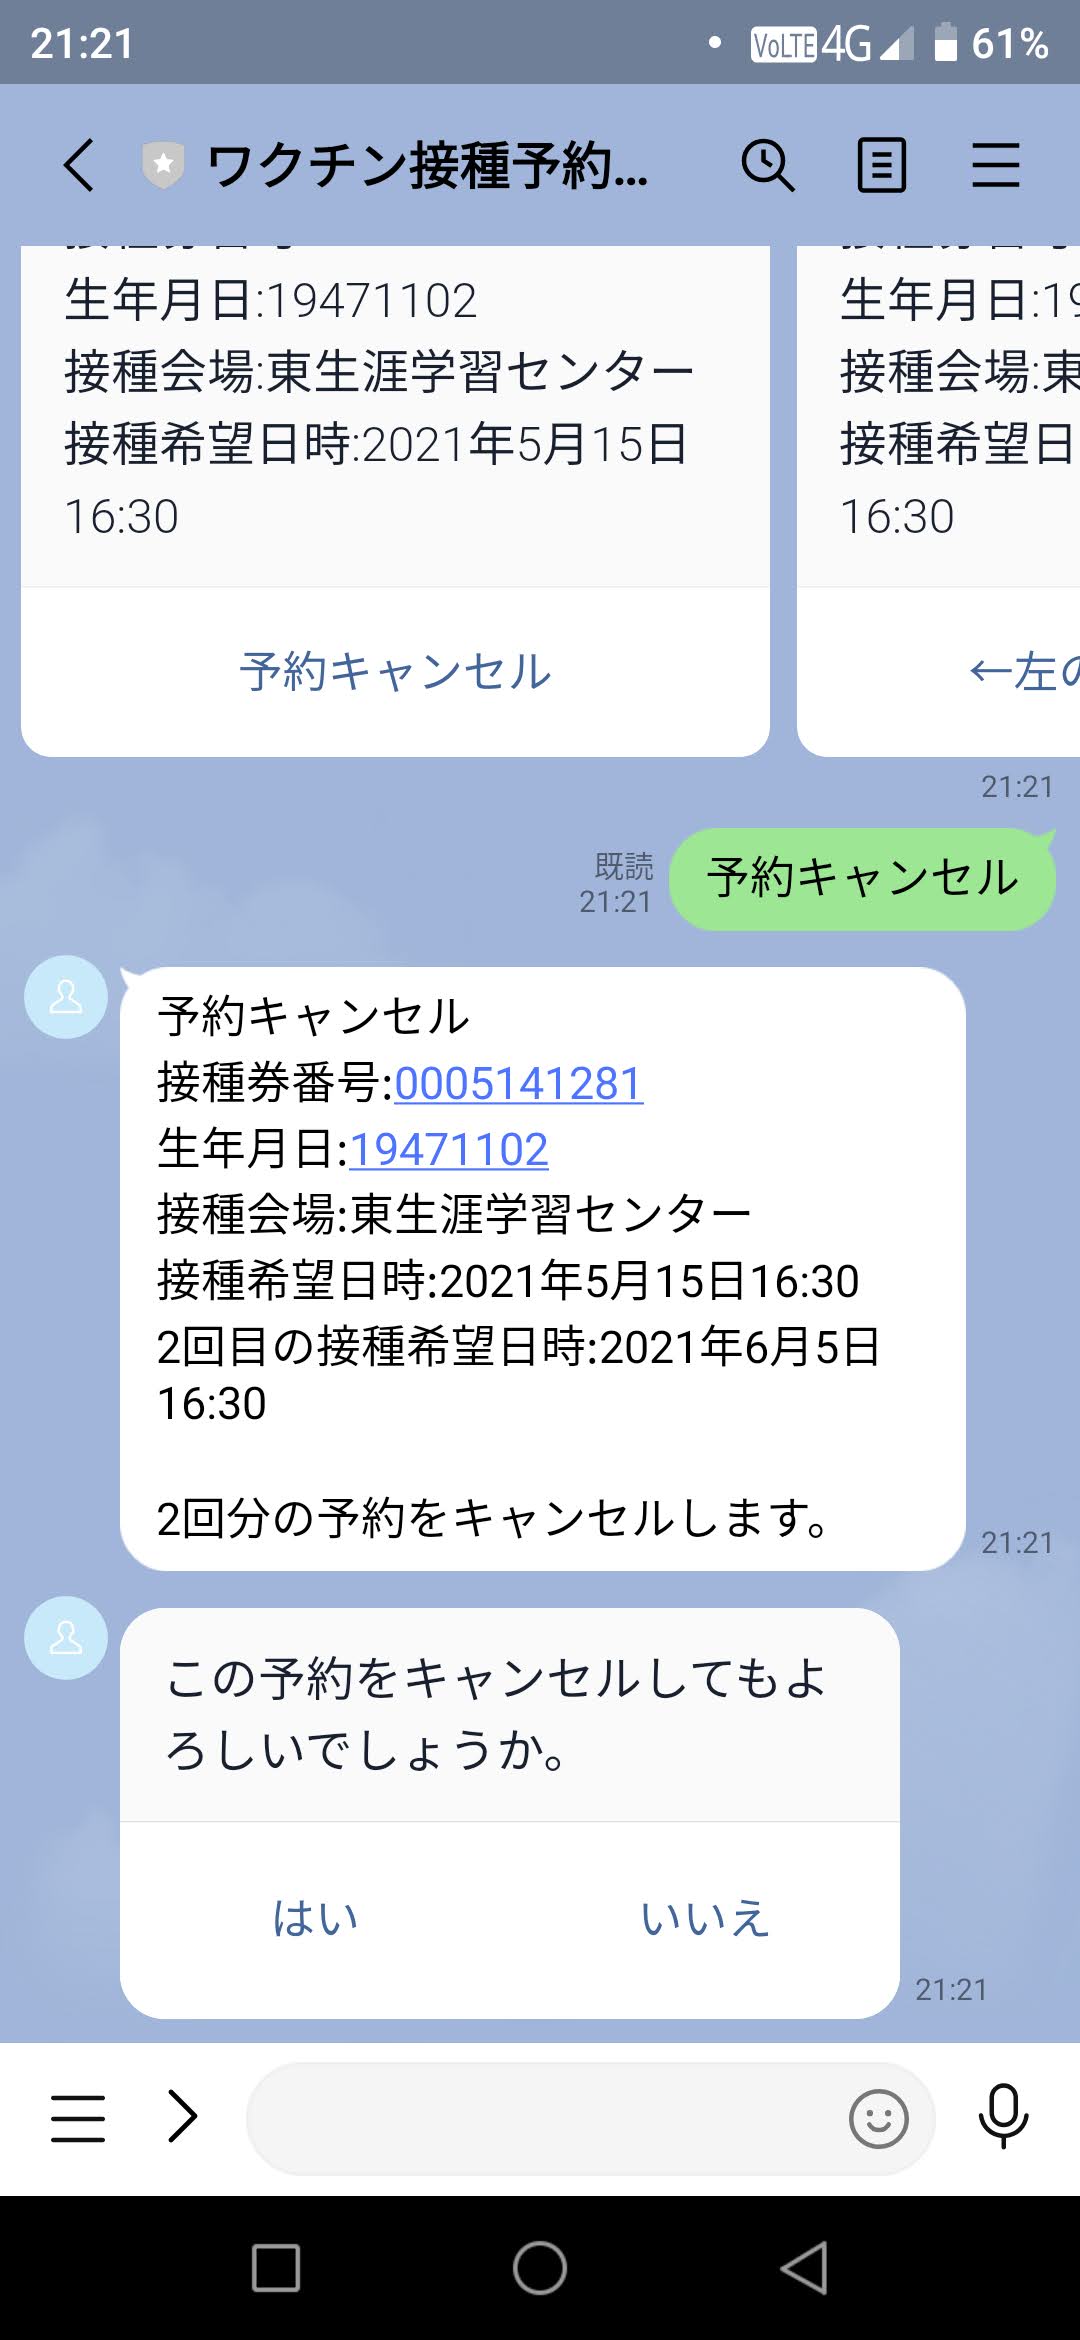 21:21
VoLTE 4G 61%
ワクチン接種予約...
生年月日:19471102
接種会場:東生涯学習センター
接種希望日時:2021年5月15日
16:30
予約キャンセル
生年月日:19
接種会場:東
接種希望日
16:30
←左の
21:21
既読
21:21
予約キャンセル
予約キャンセル
接種券番号:0005141281
生年月日:19471102
接種会場:東生涯学習センター
接種希望日時:2021年5月15日16:30
2回目の接種希望日時:2021年6月5日
16:30
2回分の予約をキャンセルします。
21:21
この予約をキャンセルしてもよ
ろしいでしょうか。
はい いいえ
21:21